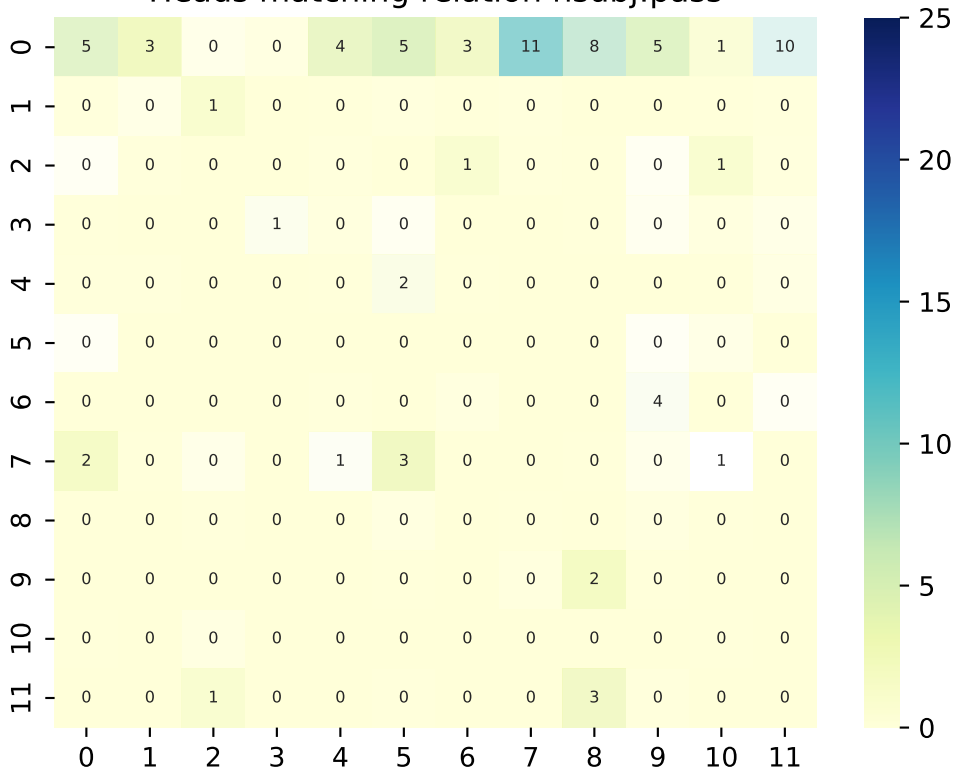 Heads matching relation nsubj:pass
25
0 5 3 0 0 4 5 3 11 8 5 1 10
1 0 0 1 0 0 0 0 0 0 0 0 0
20
2 0 0 0 0 0 0 1 0 0 0 1 0
3 0 0 0 1 0 0 0 0 0 0 0 0
4 0 0 0 0 0 2 0 0 0 0 0 0
15
5 0 0 0 0 0 0 0 0 0 0 0 0
6 0 0 0 0 0 0 0 0 0 4 0 0
10
7 2 0 0 0 1 3 0 0 0 0 1 0
8 0 0 0 0 0 0 0 0 0 0 0 0
9 0 0 0 0 0 0 0 0 2 0 0 0
5
10 0 0 0 0 0 0 0 0 0 0 0 0
11 0 0 1 0 0 0 0 0 3 0 0 0
0
0 1 2 3 4 5 6 7 8 9 10 11